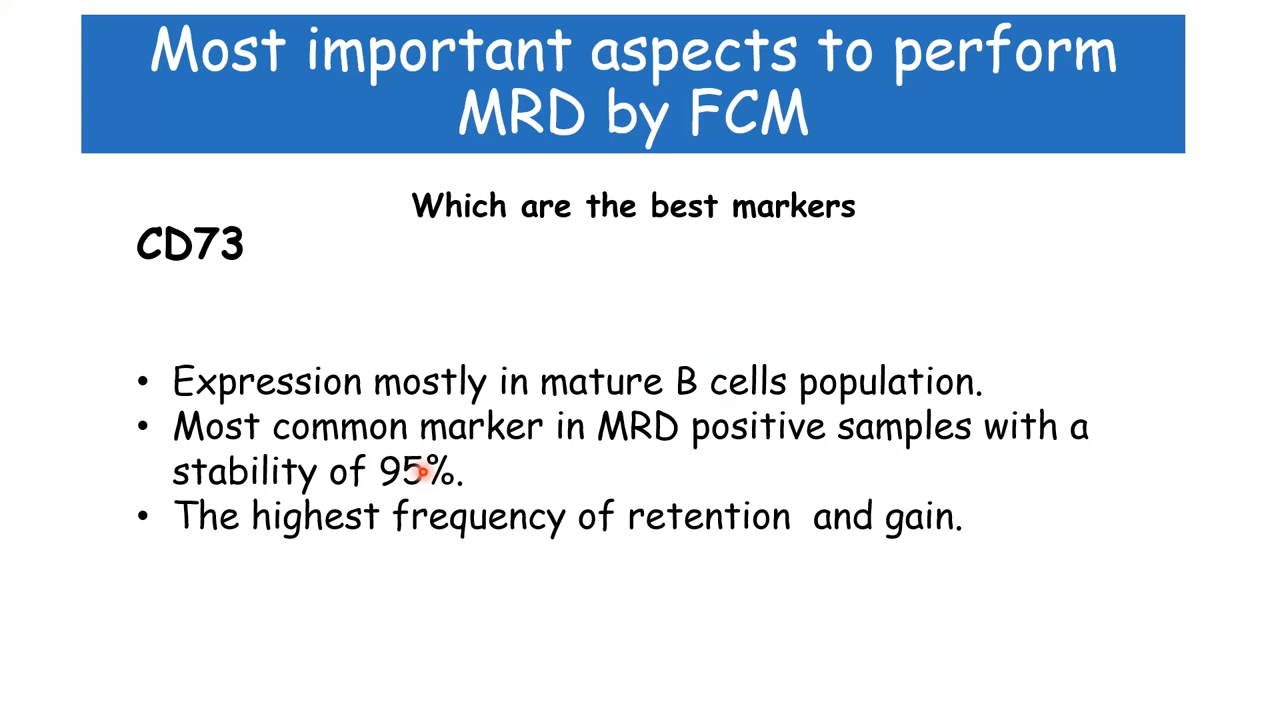 Most important aspects to perform
MRD by FCM
Which are the best markers
CD73
• Expression mostly in mature B cells population.
• Most common marker in MRD positive samples with a
stability of 95%.
• The highest frequency of retention and gain.